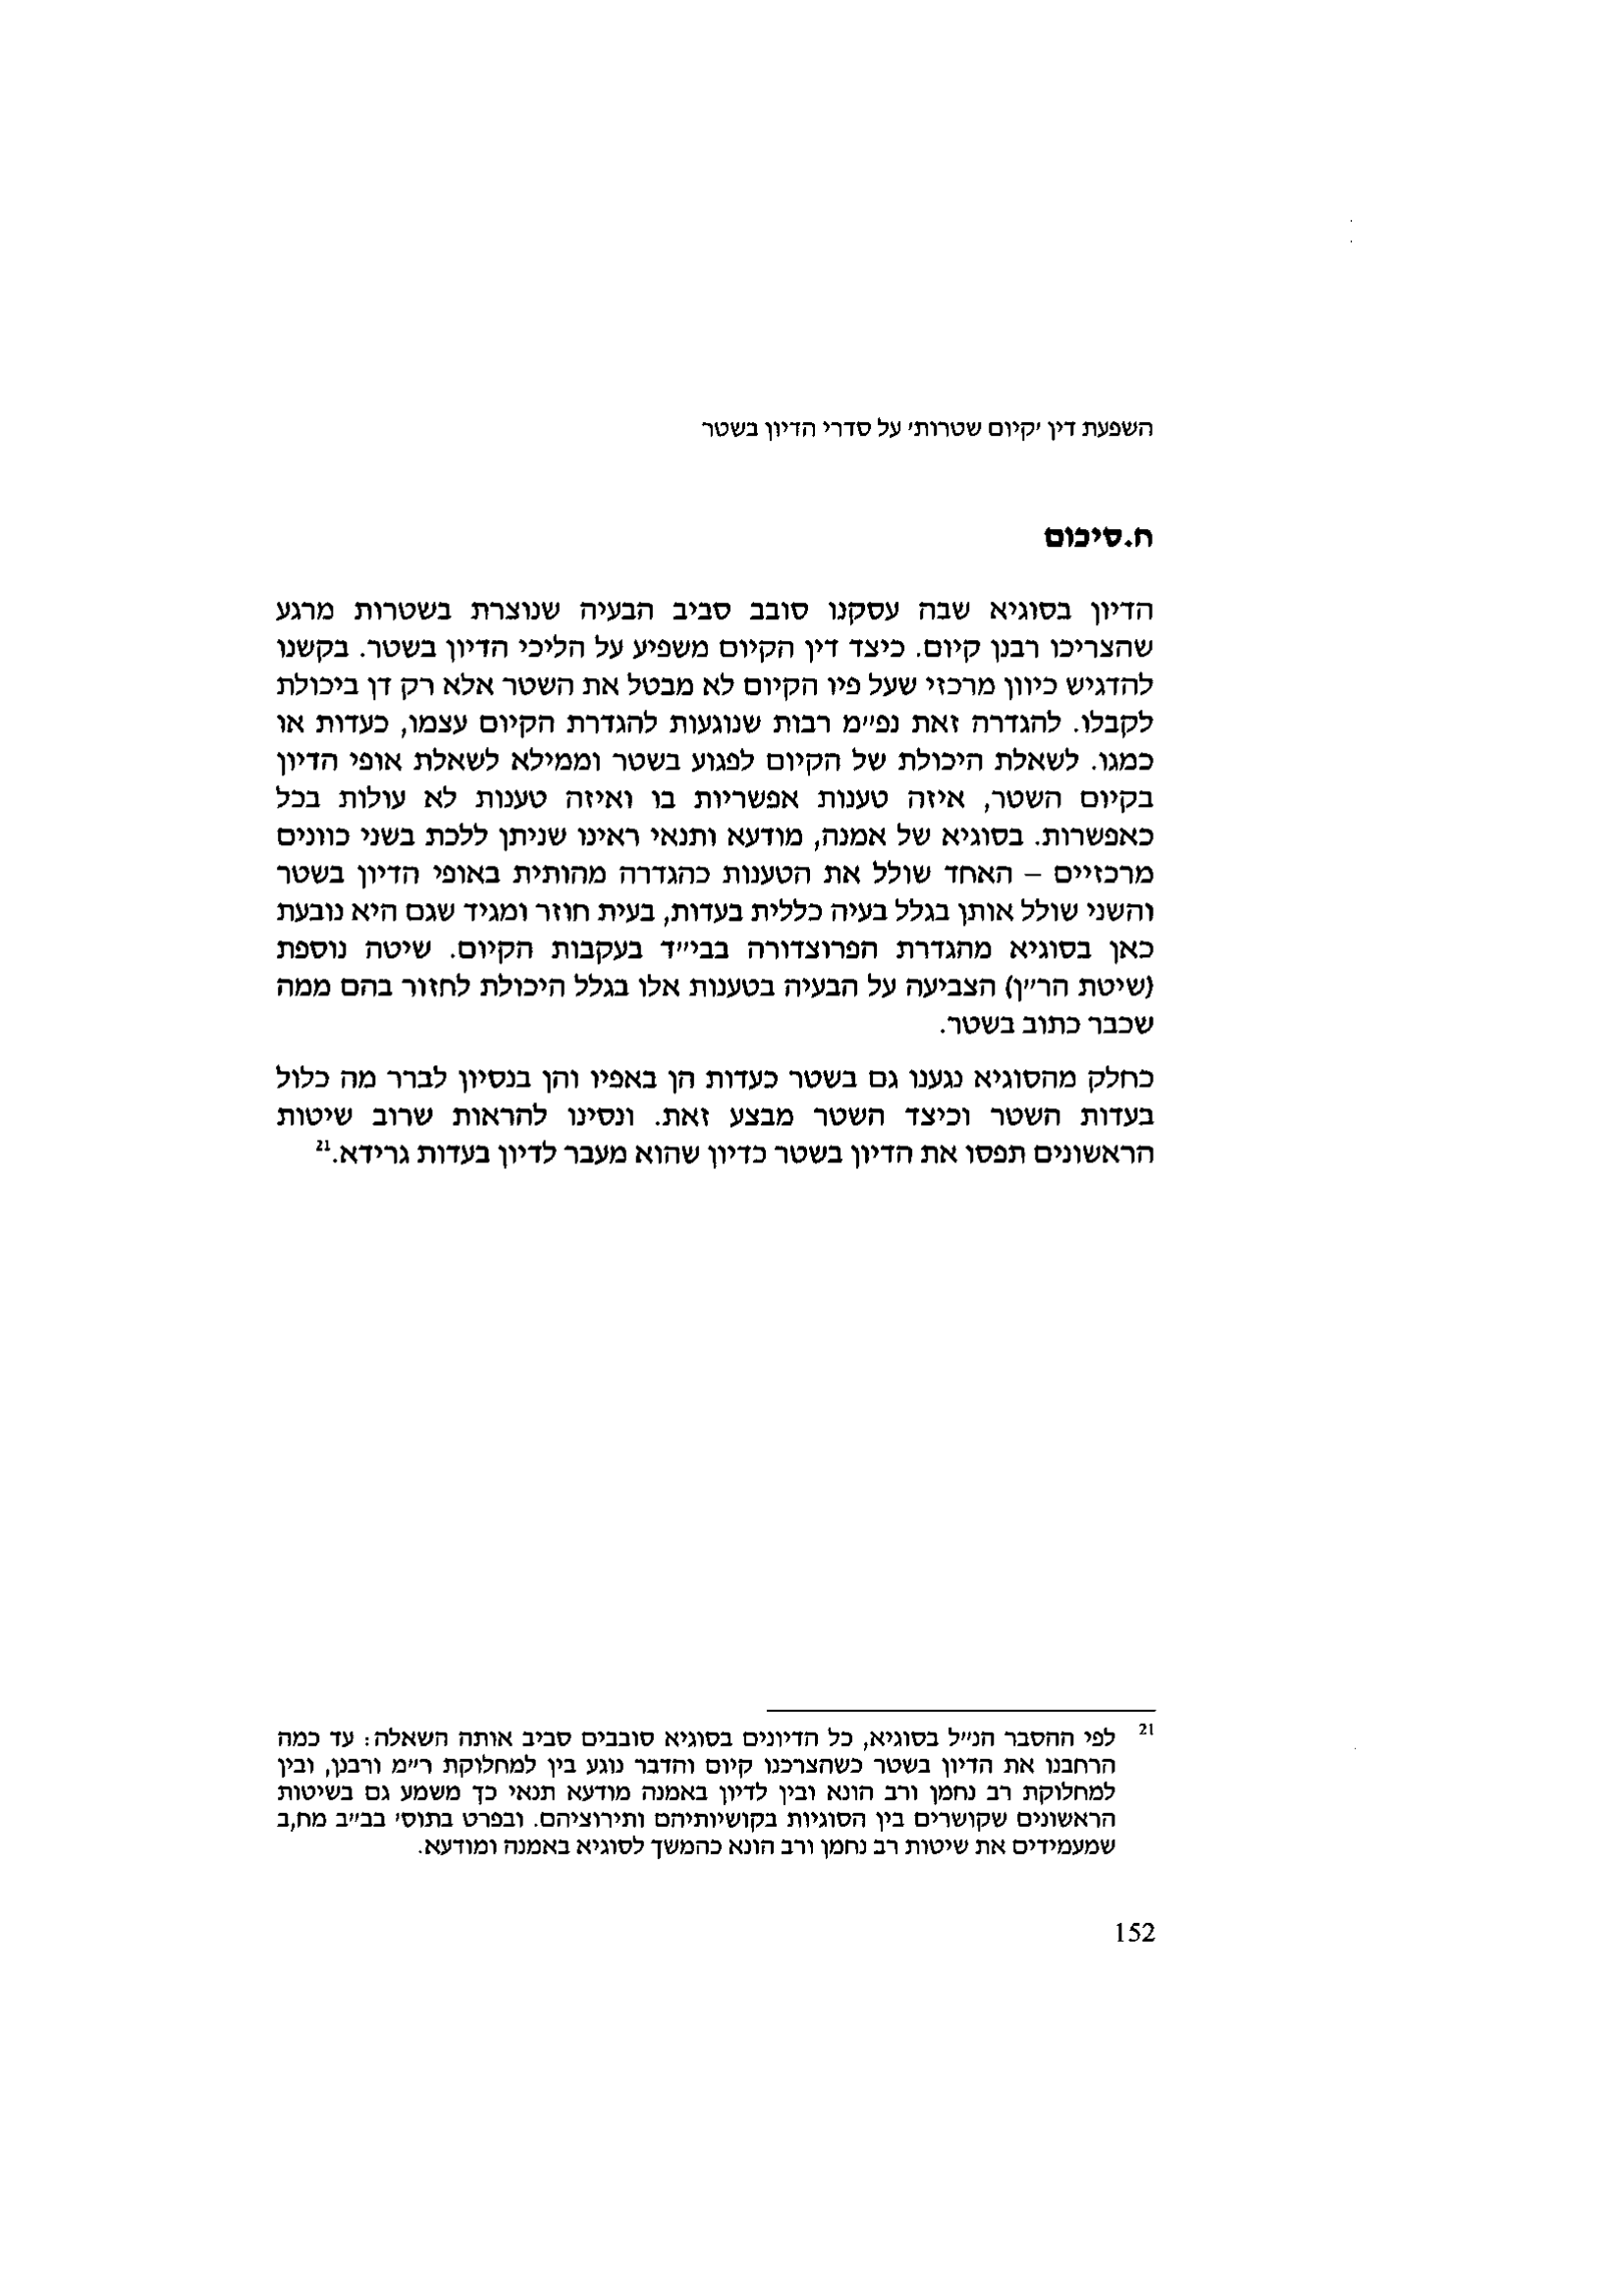 השפעת דין 'קיום שטרות' על סדרי הדיון בשטר
ח.סיכום
הדיון בסוגיא שבה עסקנו סובב סביב הבעיה שנוצרת בשטרות מרגע
שהצריכו רבנן קיום. כיצד דין הקיום משפיע על הליכי הדיון בשטר. בקשנו
להדגיש כיוון מרכזי שעל פיו הקיום לא מבטל את השטר אלא רק דן ביכולת
לקבלו. להגדרה זאת נפ"מ רבות שנוגעות להגדרת הקיום עצמו, כעדות או
כמגו. לשאלת היכולת של הקיום לפגוע בשטר וממילא לשאלת אופי הדיון
בקיום השטר, איזה טענות אפשריות בו ואיזה טענות לא עולות בכל
כאפשרות. בסוגיא של אמנה, מודעא ותנאי ראינו שניתן ללכת בשני כוונים
מרכזיים – האחד שולל את הטענות כהגדרה מהותית באופי הדיון בשטר
והשני שולל אותן בגלל בעיה כללית בעדות, בעית חוזר ומגיד שגם היא נובעת
כאן בסוגיא מהגדרת הפרוצדורה בבי"ד בעקבות הקיום. שיטה נוספת
(שיטת הר"ן) הצביעה על הבעיה בטענות אלו בגלל היכולת לחזור בהם ממה
שכבר כתוב בשטר.
כחלק מהסוגיא נגענו גם בשטר כעדות הן באפיו והן בנסיון לברר מה כלול
בעדות השטר וכיצד השטר מבצע זאת. ונסינו להראות שרוב שיטות
הראשונים תפסו את הדיון בשטר כדיון שהוא מעבר לדיון בעדות גרידא.21
21 לפי ההסבר הנ"ל בסוגיא, כל הדיונים בסוגיא סובבים סביב אותה השאלה: עד כמה
הרחבנו את הדיון בשטר כשהצרכנו קיום והדבר נוגע בין למחלוקת ר"מ ורבנן, ובין
למחלוקת רב נחמן ורב הונא ובין לדיון באמנה מודעא תנאי כך משמע גם בשיטות
הראשונים שקושרים בין הסוגיות בקושיותיהם ותירוציהם. ובפרט בתוס' בב"ב מח,ב
שמעמידים את שיטות רב נחמן ורב הונא כהמשך לסוגיא באמנה ומודעא.
152